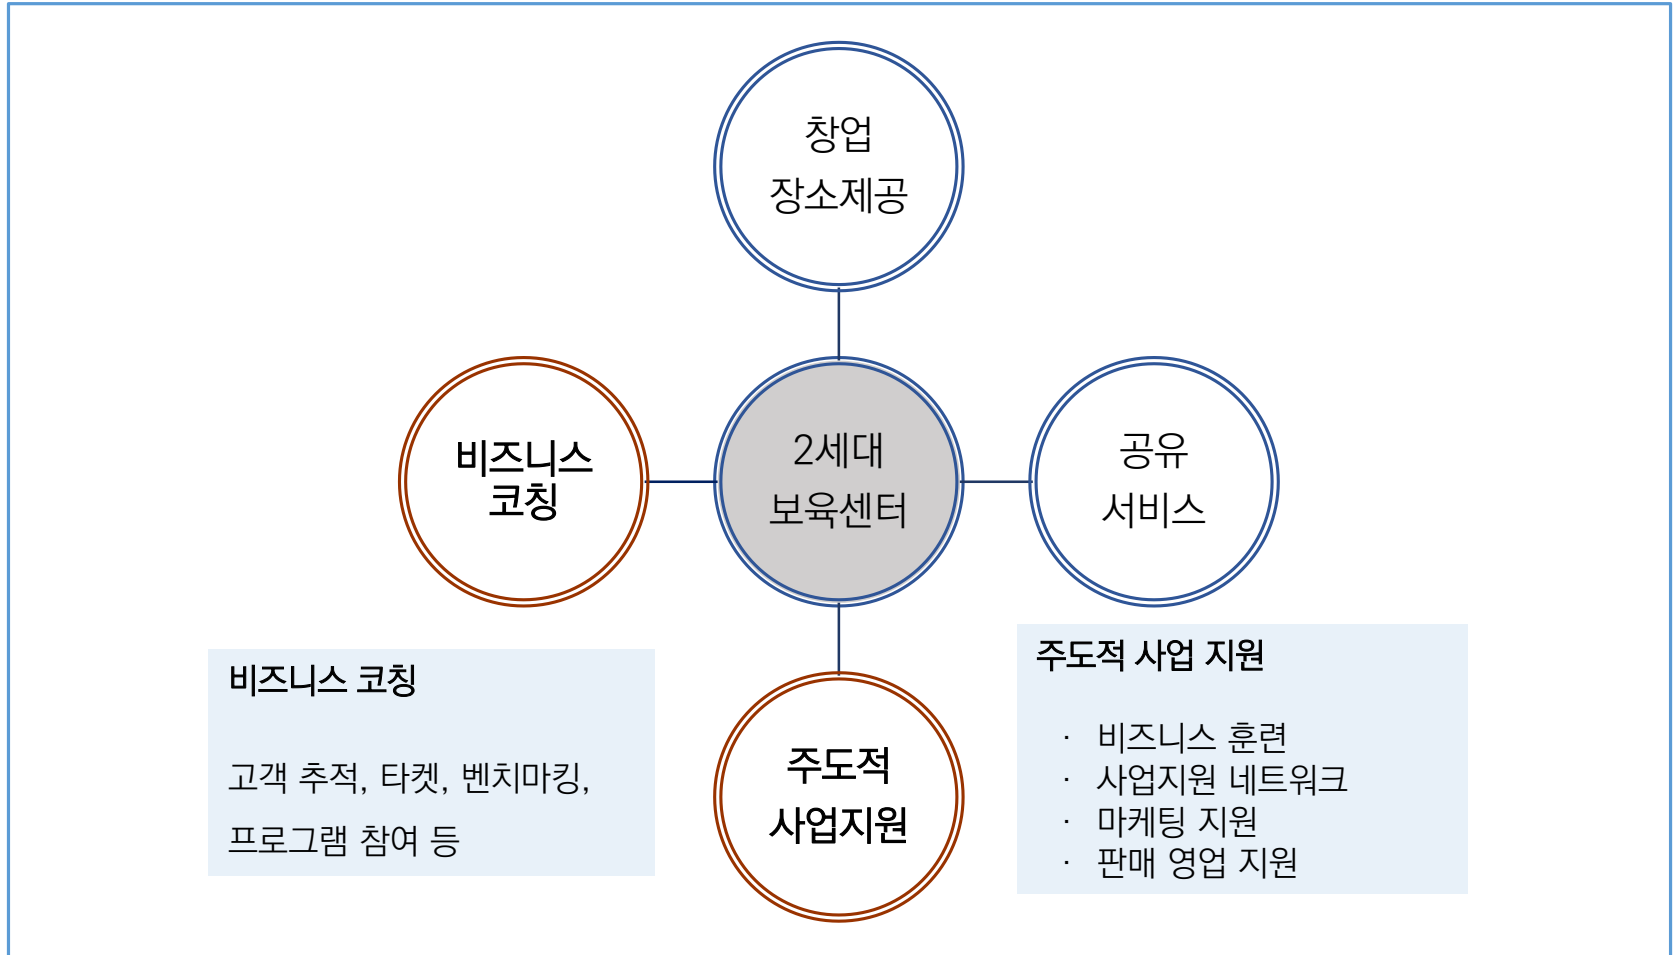 창업
장소제공
비즈니스
코칭
2세대
보육센터
공유
서비스
주도적
사업지원
비즈니스 코칭
고객 추적, 타켓, 벤치마킹,
프로그램 참여 등
주도적 사업 지원
· 비즈니스 훈련
· 사업지원 네트워크
· 마케팅 지원
· 판매 영업 지원